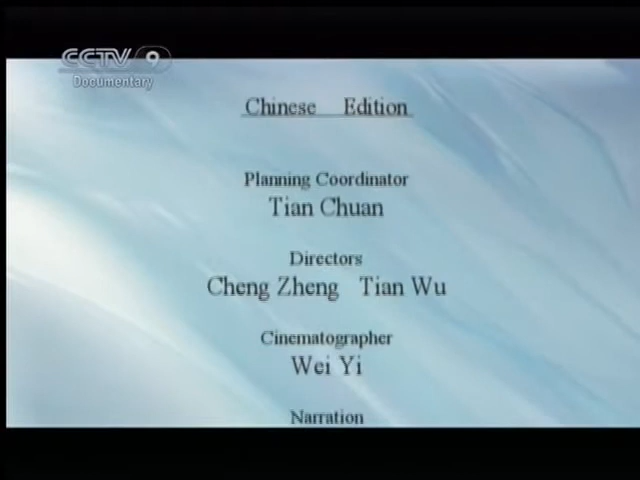 CCTV 9
Documentary
Chinese Edition
Planning Coordinator
Tian Chuan
Directors
Cheng Zheng Tian Wu
Cinematographer
Wei Yi
Narration